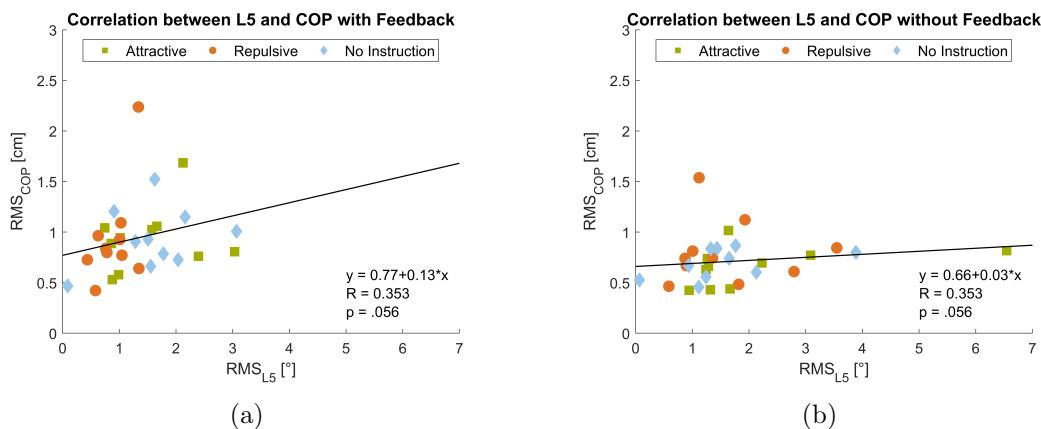 Correlation between L5 and COP with Feedback
Attractive Repulsive No Instruction
3
2.5
2
1.5
1
0.5
0
RMS_COP [cm]
y = 0.77+0.13*x
R = 0.353
p = .056
0 1 2 3 4 5 6 7
RMS_L5 [°]
(a)
Correlation between L5 and COP without Feedback
Attractive Repulsive No Instruction
3
2.5
2
1.5
1
0.5
0
RMS_COP [cm]
y = 0.66+0.03*x
R = 0.353
p = .056
0 1 2 3 4 5 6 7
RMS_L5 [°]
(b)